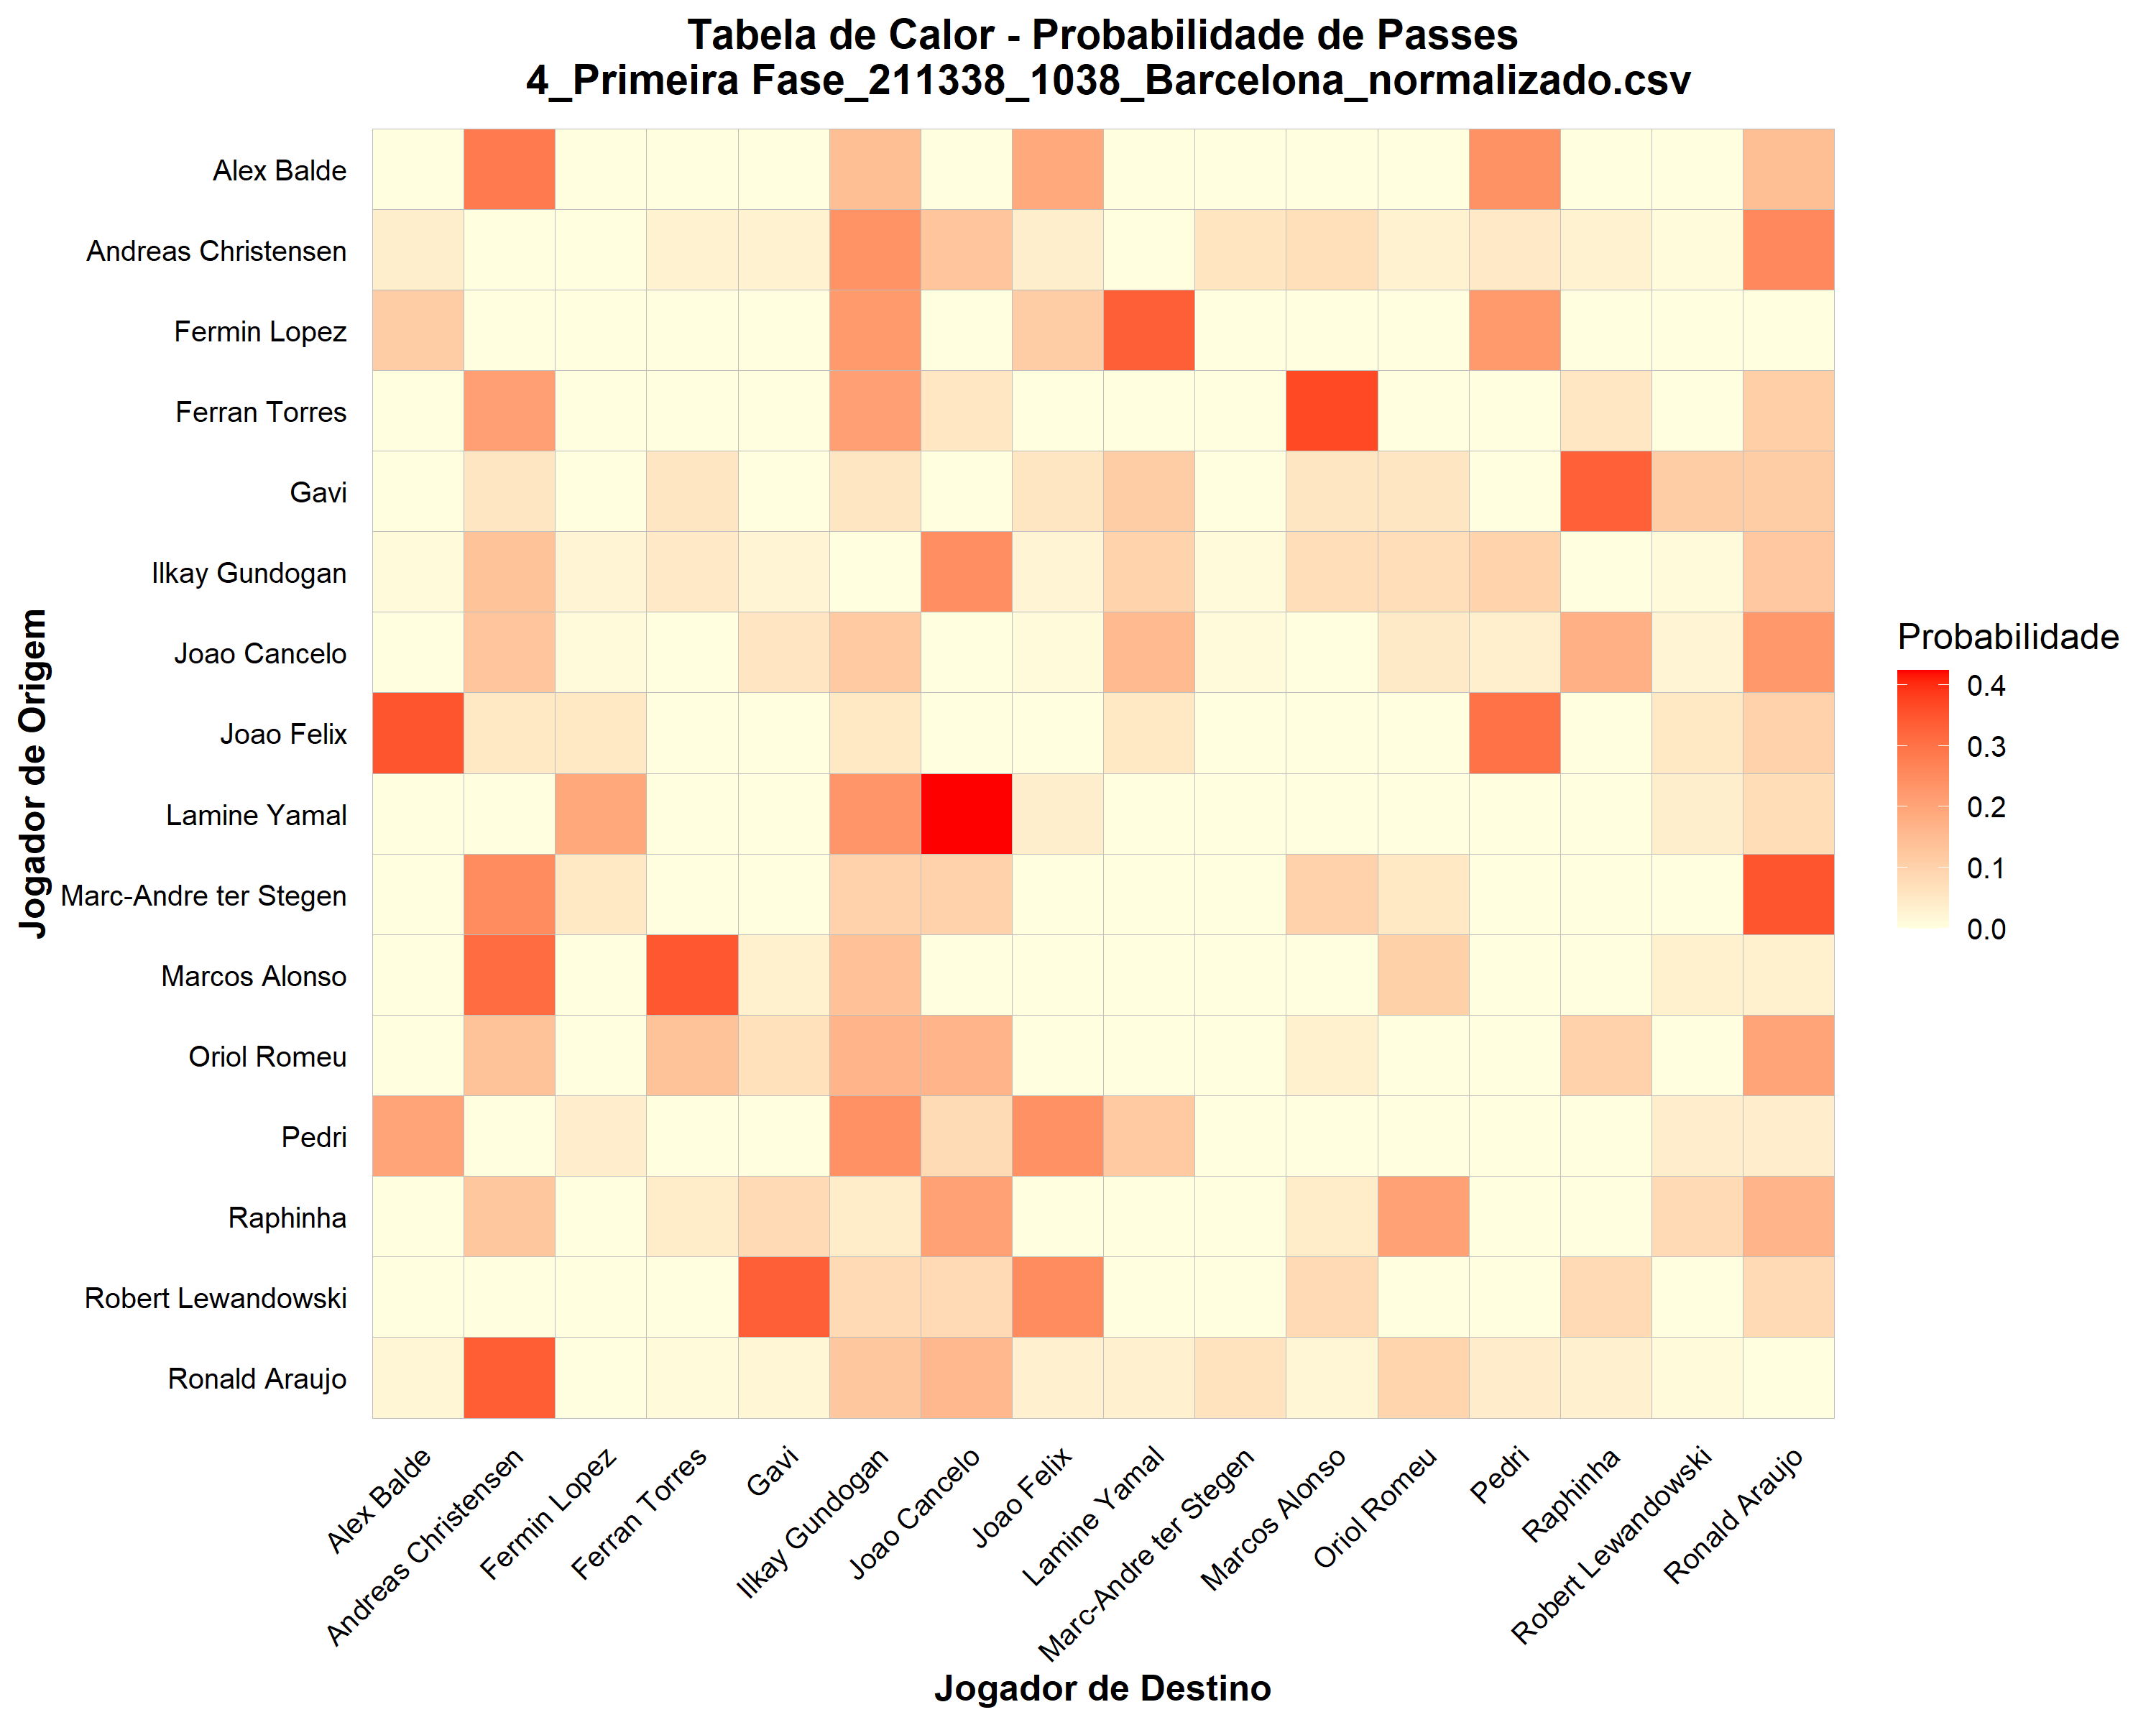 Tabela de Calor - Probabilidade de Passes
4_Primeira Fase_211338_1038_Barcelona_normalizado.csv
Jogador de Origem
Alex Balde
Andreas Christensen
Fermin Lopez
Ferran Torres
Gavi
Ilkay Gundogan
Joao Cancelo
Joao Felix
Lamine Yamal
Marc-Andre ter Stegen
Marcos Alonso
Oriol Romeu
Pedri
Raphinha
Robert Lewandowski
Ronald Araujo
Alex Balde
Andreas Christensen
Fermin Lopez
Ferran Torres
Gavi
Ilkay Gundogan
Joao Cancelo
Joao Felix
Lamine Yamal
Marc-Andre ter Stegen
Marcos Alonso
Oriol Romeu
Pedri
Raphinha
Robert Lewandowski
Ronald Araujo
Jogador de Destino
Probabilidade
0.4
0.3
0.2
0.1
0.0